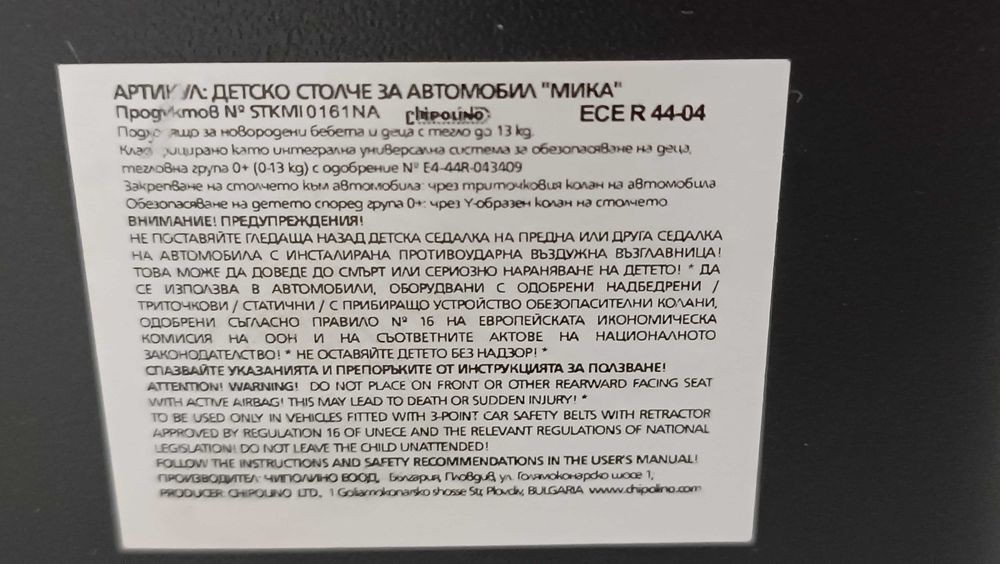 АРТИКУЛ: ДЕТСКО СТОЛЧЕ ЗА АВТОМОБИЛ "МИКА"
Продуктов № STKMI0161NA chipolino ECE R 44-04
Подходящо за новородени бебета и деца с тегло до 13 kg.
Класифицирано като интегрална универсална система за обезопасяване на деца,
тегловна група 0+ (0-13 kg) с одобрение № E4-44R-043409
Закрепване на столчето към автомобила: чрез триточковия колан на автомобила
Обезопасяване на детето според група 0+: чрез Y-образен колан на столчето
ВНИМАНИЕ! ПРЕДУПРЕЖДЕНИЯ!
НЕ ПОСТАВЯЙТЕ ГЛЕДАЩА НАЗАД ДЕТСКА СЕДАЛКА НА ПРЕДНА ИЛИ ДРУГА СЕДАЛКА
НА АВТОМОБИЛА С ИНСТАЛИРАНА ПРОТИВОУДАРНА ВЪЗДУЖНА ВЪЗГЛАВНИЦА!
ТОВА МОЖЕ ДА ДОВЕДЕ ДО СМЪРТ ИЛИ СЕРИОЗНО НАРАНЯВАНЕ НА ДЕТЕТО! * ДА
СЕ ИЗПОЛЗВА В АВТОМОБИЛИ, ОБОРУДВАНИ С ОДОБРЕНИ НАДБЕДРЕНИ /
ТРИТОЧКОВИ / СТАТИЧНИ / С ПРИБИРАЩО УСТРОЙСТВО ОБЕЗОПАСИТЕЛНИ КОЛАНИ,
ОДОБРЕНИ СЪГЛАСНО ПРАВИЛО № 16 НА ЕВРОПЕЙСКАТА ИКОНОМИЧЕСКА
КОМИСИЯ НА ООН И НА СЪОТВЕТНИТЕ АКТОВЕ НА НАЦИОНАЛНОТО
ЗАКОНОДАТЕЛСТВО! * НЕ ОСТАВЯЙТЕ ДЕТЕТО БЕЗ НАДЗОР! *
СПАЗВАЙТЕ УКАЗАНИЯТА И ПРЕПОРЪКИТЕ ОТ ИНСТРУКЦИЯТА ЗА ПОЛЗВАНЕ!
ATTENTION! WARNING! DO NOT PLACE ON FRONT OR OTHER REARWARD FACING SEAT
WITH ACTIVE AIRBAG! THIS MAY LEAD TO DEATH OR SUDDEN INJURY! *
TO BE USED ONLY IN VEHICLES FITTED WITH 3-POINT CAR SAFETY BELTS WITH RETRACTOR
APPROVED BY REGULATION 16 OF UNECE AND THE RELEVANT REGULATIONS OF NATIONAL
LEGISLATION! DO NOT LEAVE THE CHILD UNATTENDED!
FOLLOW THE INSTRUCTIONS AND SAFETY RECOMMENDATIONS IN THE USER'S MANUAL!
ПРОИЗВОДИТЕЛ: ЧИПОЛИНО ЕООД, България, Пловдив, ул. Голямоконарско шосе 1;
PRODUCER: CHIPOLINO LTD., 1 Goliamokonarsko shosse Str, Plovdiv, BULGARIA www.chipolino.com